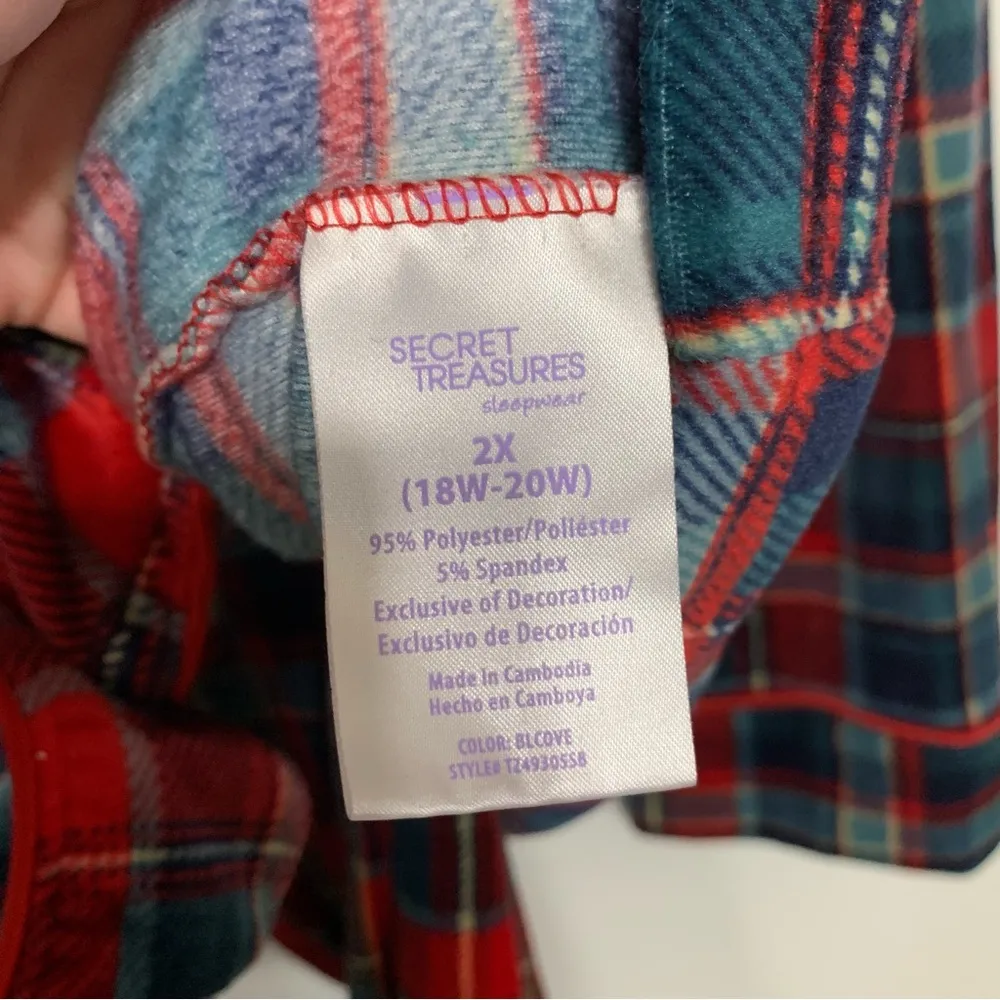 SECRET
TREASURES
sleepwear
2X
(18W-20W)
95% Polyester/Poliéster
5% Spandex
Exclusive of Decoration/
Exclusivo de Decoración
Made In Cambodia
Hecho en Camboya
COLOR: BLCOVE
STYLE# TZ4930SSB